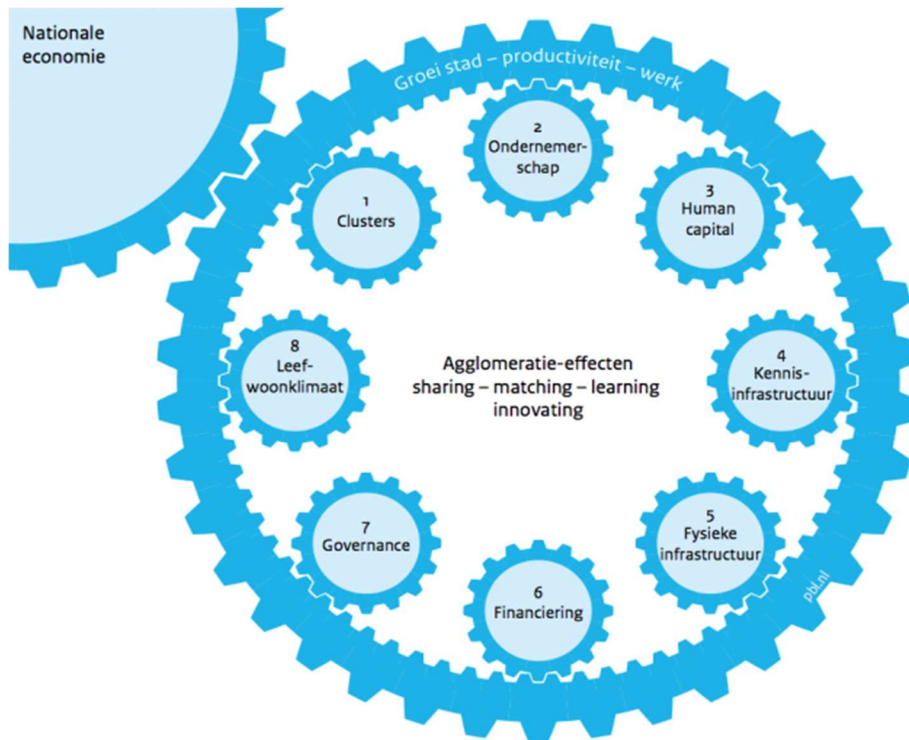 Nationale
economie
Groei stad – productiviteit – werk
1
Clusters
2
Ondernemer-
schap
3
Human
capital
4
Kennis-
infrastructuur
5
Fysieke
infrastructuur
6
Financiering
7
Governance
8
Leef-
woonklimaat
Agglomeratie-effecten
sharing – matching – learning
innovating
pbl.nl